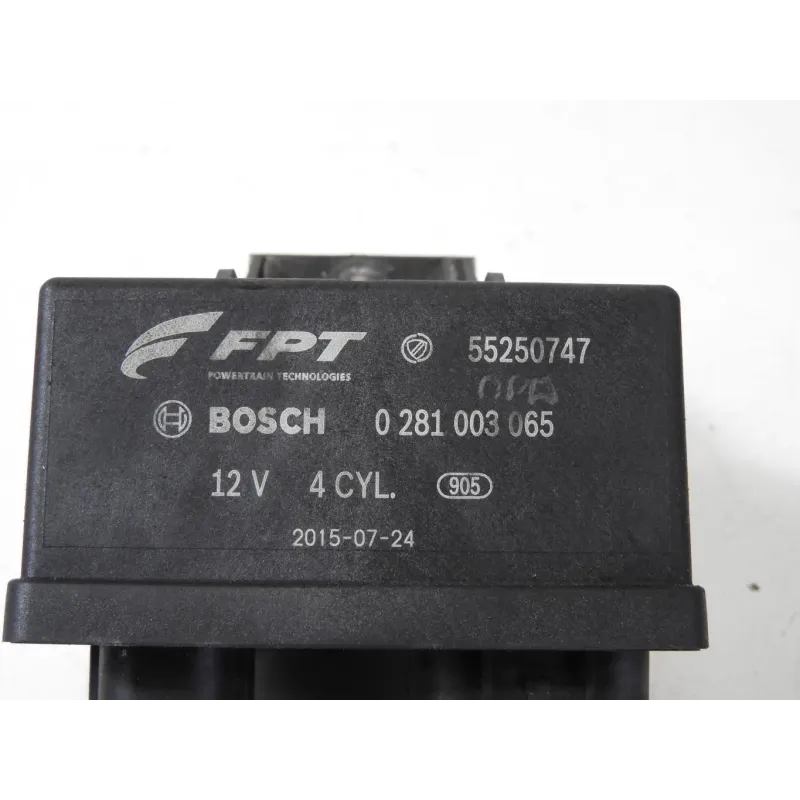 FPT 55250747
POWERTRAIN TECHNOLOGIES
BOSCH 0 281 003 065
12 V 4 CYL. 905
2015-07-24